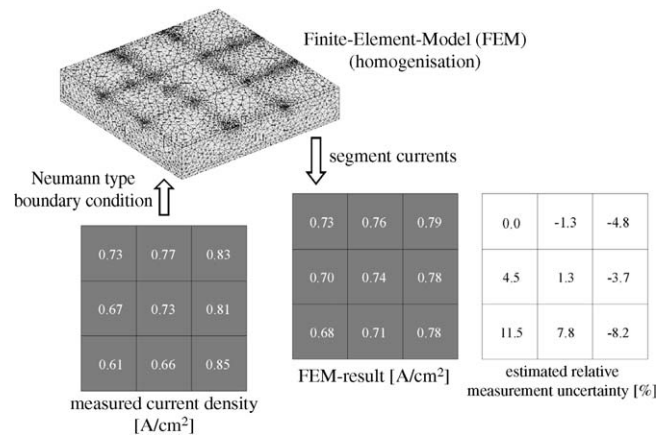 Finite-Element-Model (FEM)
(homogenisation)
Neumann type
boundary condition
segment currents
0.73 0.77 0.83
0.67 0.73 0.81
0.61 0.66 0.85
measured current density
[A/cm²]
0.73 0.76 0.79
0.70 0.74 0.78
0.68 0.71 0.78
FEM-result [A/cm²]
0.0 -1.3 -4.8
4.5 1.3 -3.7
11.5 7.8 -8.2
estimated relative
measurement uncertainty [%]